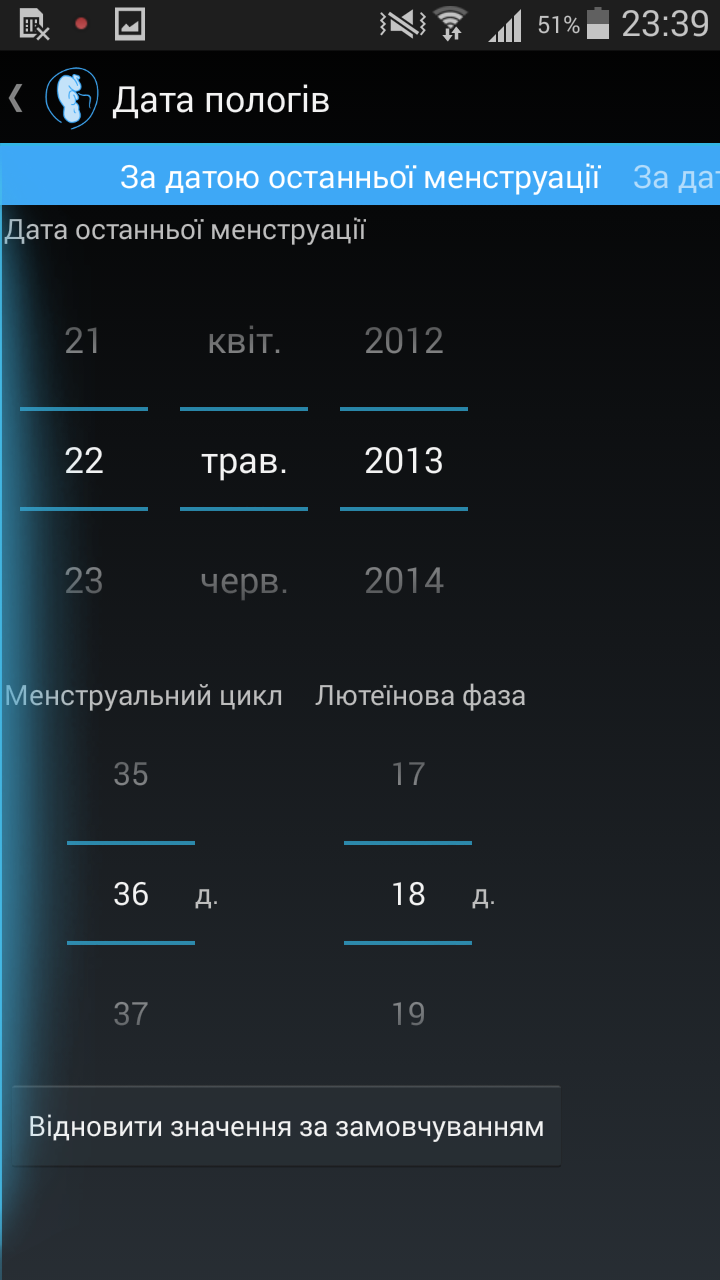 51% 23:39
Дата пологів
За датою останньої менструації За да
Дата останньої менструації
21 квіт. 2012
22 трав. 2013
23 черв. 2014
Менструальний цикл Лютеїнова фаза
35 17
36 д. 18 д.
37 19
Відновити значення за замовчуванням